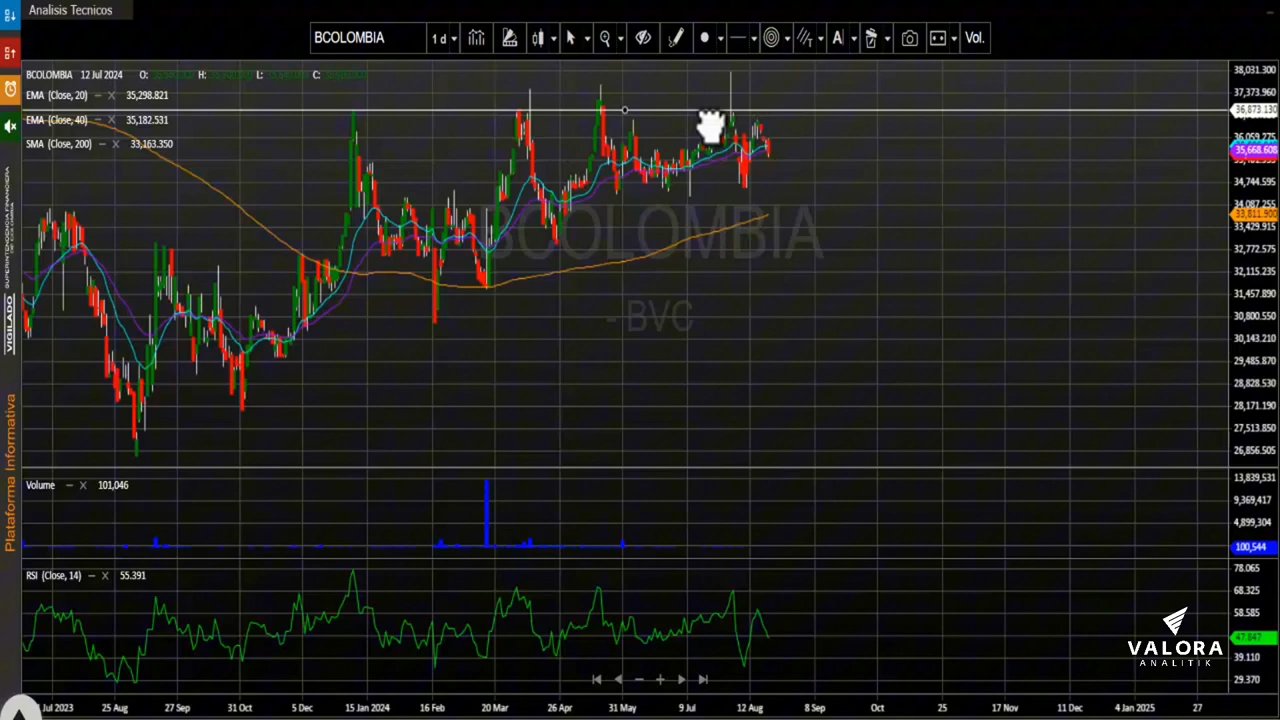 Analisis Tecnicos
BCOLOMBIA
1 d
A
Vol.
BCOLOMBIA 12 Jul 2024 O: H: L: C:
EMA (Close, 20) — X 35,298.821
EMA (Close, 40) — X 35,182.531
SMA (Close, 200) — X 33,163.350
38,031.300
37,373.960
36,873.130
36,059.275
35,668.608
34,744.595
34,087.255
33,811.900
33,429.915
32,772.575
32,115.235
31,457.890
30,800.550
30,143.210
29,485.870
28,828.530
28,171.190
27,513.850
26,856.505
BCOLOMBIA
- BVC
VIGILADO SUPERINTENDENCIA FINANCIERA DE COLOMBIA
Plataforma Informativa
Volume — X 101,046
13,839,531
9,369,417
4,899,304
100,544
RSI (Close, 14) — X 55.391
78.065
68.325
58.585
47.847
39.110
29.370
VALORA
ANALITIK
Jul 2023 25 Aug 27 Sep 31 Oct 5 Dec 15 Jan 2024 16 Feb 20 Mar 26 Apr 31 May 9 Jul 12 Aug 8 Sep Oct 25 17 Nov 11 Dec 4 Jan 2025 27